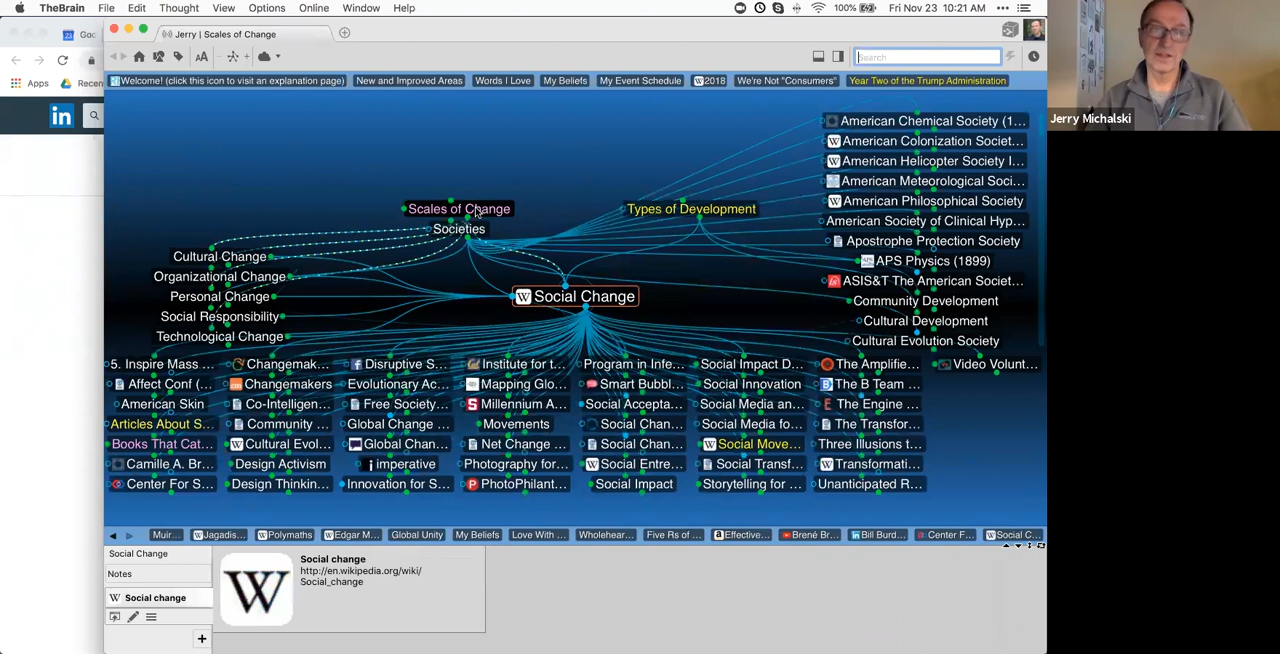 TheBrain File Edit Thought View Options Online Window Help 100% Fri Nov 23 10:21 AM
Jerry | Scales of Change
Apps
Recen
AA
Search
Welcome! (click this icon to visit an explanation page) New and Improved Areas Words I Love My Beliefs My Event Schedule 2018 We're Not "Consumers" Year Two of the Trump Administration
in
Jerry Michalski
American Chemical Society (1...
American Colonization Societ...
American Helicopter Society I...
American Meteorological Soci...
American Philosophical Society
American Society of Clinical Hyp...
Apostrophe Protection Society
APS Physics (1899)
ASIS&T The American Societ...
Community Development
Cultural Development
Cultural Evolution Society
Video Volunt...
Scales of Change
Types of Development
Societies
Cultural Change
Organizational Change
Personal Change
Social Responsibility
Technological Change
W Social Change
5. Inspire Mass ... Changemak... Disruptive S... Institute for t... Program in Infe... Social Impact D... The Amplifie...
Affect Conf (... Changemakers Evolutionary Ac... Mapping Glo... Smart Bubbl... Social Innovation The B Team ...
American Skin Co-Intelligen... Free Society... Millennium A... Social Accepta... Social Media an... The Engine ...
Articles About S... Community ... Global Change ... Movements Social Chan... Social Media fo... The Transfor...
Books That Cat... Cultural Evol... Global Chan... Net Change ... Social Chan... Social Move... Three Illusions t...
Camille A. Br... Design Activism imperative Photography for... Social Entre... Social Transf... Transformati...
Center For S... Design Thinkin... Innovation for S... PhotoPhilant... Social Impact Storytelling for ... Unanticipated R...
Muir... Jagadis... Polymaths Edgar M... Global Unity My Beliefs Love With ... Wholehear... Five Rs of ... Effective... Brené Br... Bill Burd... Center F... Social C...
Social Change
Notes
W Social change
W
Social change
http://en.wikipedia.org/wiki/
Social_change